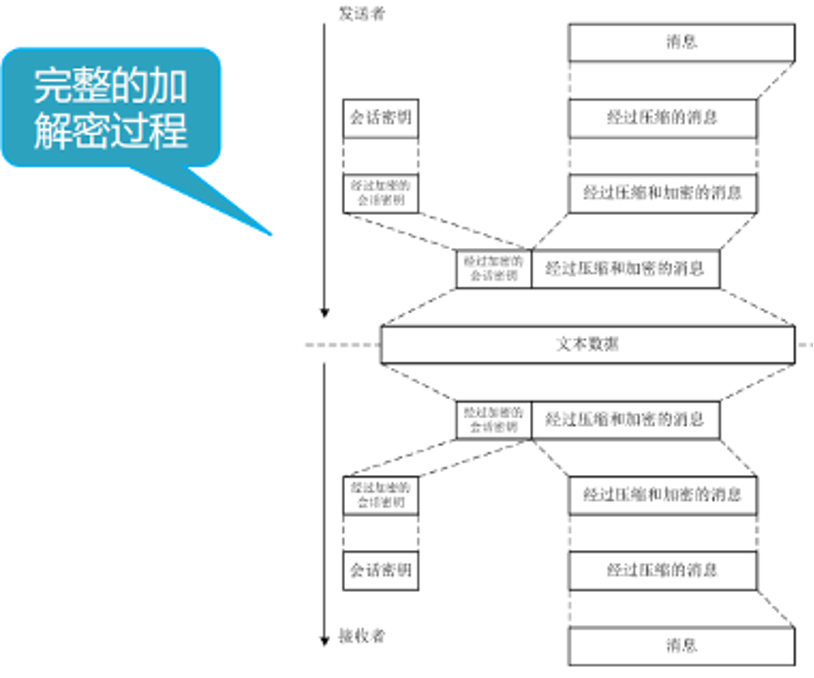 完整的加
解密过程
发送者
消息
会话密钥
经过压缩的消息
经过加密的
会话密钥
经过压缩和加密的消息
经过加密的
会话密钥
经过压缩和加密的消息
文本数据
经过加密的
会话密钥
经过压缩和加密的消息
经过加密的
会话密钥
经过压缩和加密的消息
会话密钥
经过压缩的消息
接收者
消息